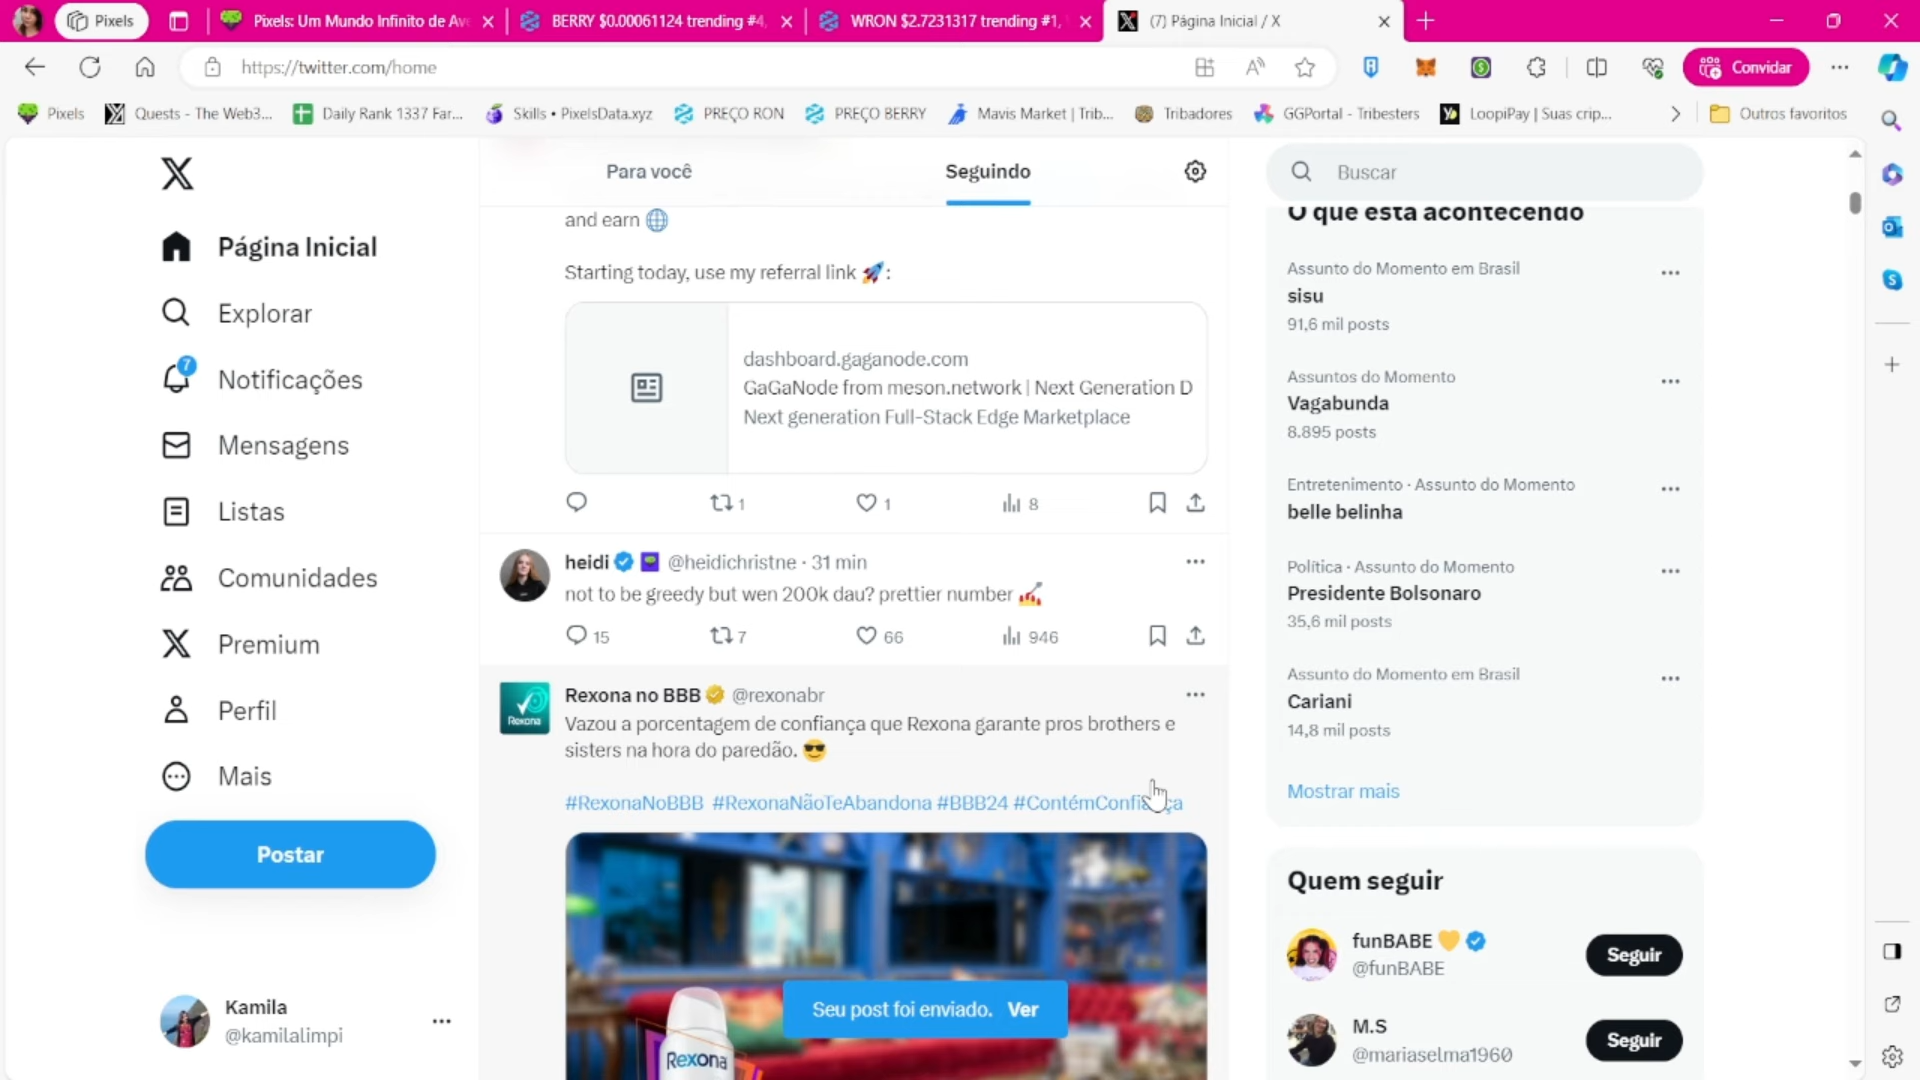 Pixels
Pixels: Um Mundo Infinito de Ave
BERRY $0.00061124 trending #4,
WRON $2.7231317 trending #1,
(7) Página Inicial / X
https://twitter.com/home
Convidar
Pixels
Quests - The Web3...
Daily Rank 1337 Far...
Skills • PixelsData.xyz
PREÇO RON
PREÇO BERRY
Mavis Market | Trib...
Tribadores
GGPortal - Tribesters
LoopiPay | Suas crip...
Outros favoritos
Página Inicial
Explorar
7
Notificações
Mensagens
Listas
Comunidades
Premium
Perfil
Mais
Postar
Kamila
@kamilalimpi
Para você
Seguindo
and earn 🌐
Starting today, use my referral link 🚀:
dashboard.gaganode.com
GaGaNode from meson.network | Next Generation D
Next generation Full-Stack Edge Marketplace
1
1
8
heidi @heidichristne · 31 min
not to be greedy but wen 200k dau? prettier number 💅
15
7
66
946
Rexona no BBB @rexonabr
Vazou a porcentagem de confiança que Rexona garante pros brothers e
sisters na hora do paredão. 😎
#RexonaNoBBB #RexonaNãoTeAbandona #BBB24
Rexona
Rexona
Seu post foi enviado. Ver
Buscar
O que está acontecendo
Assunto do Momento em Brasil
sisu
91,6 mil posts
Assuntos do Momento
Vagabunda
8.895 posts
Entretenimento · Assunto do Momento
belle belinha
Política · Assunto do Momento
Presidente Bolsonaro
35,6 mil posts
Assunto do Momento em Brasil
Cariani
14,8 mil posts
Mostrar mais
Quem seguir
funBABE 💛
@funBABE
Seguir
M.S
@mariaselma1960
Seguir